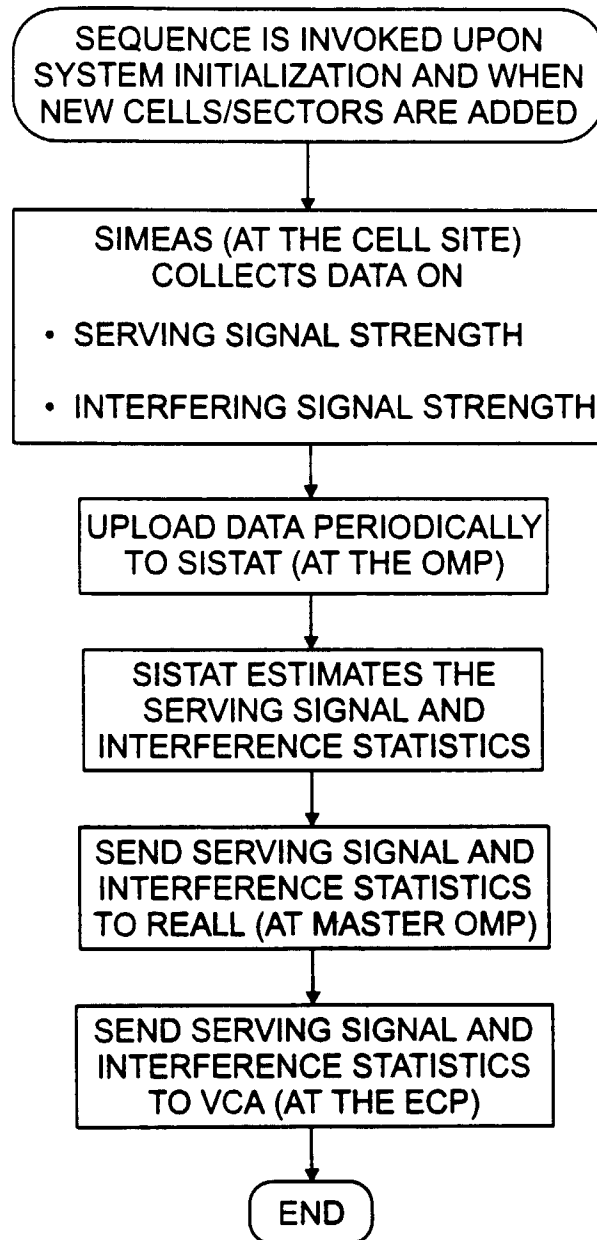 SEQUENCE IS INVOKED UPON
SYSTEM INITIALIZATION AND WHEN
NEW CELLS/SECTORS ARE ADDED
SIMEAS (AT THE CELL SITE)
COLLECTS DATA ON
• SERVING SIGNAL STRENGTH
• INTERFERING SIGNAL STRENGTH
UPLOAD DATA PERIODICALLY
TO SISTAT (AT THE OMP)
SISTAT ESTIMATES THE
SERVING SIGNAL AND
INTERFERENCE STATISTICS
SEND SERVING SIGNAL AND
INTERFERENCE STATISTICS
TO REALL (AT MASTER OMP)
SEND SERVING SIGNAL AND
INTERFERENCE STATISTICS
TO VCA (AT THE ECP)
END